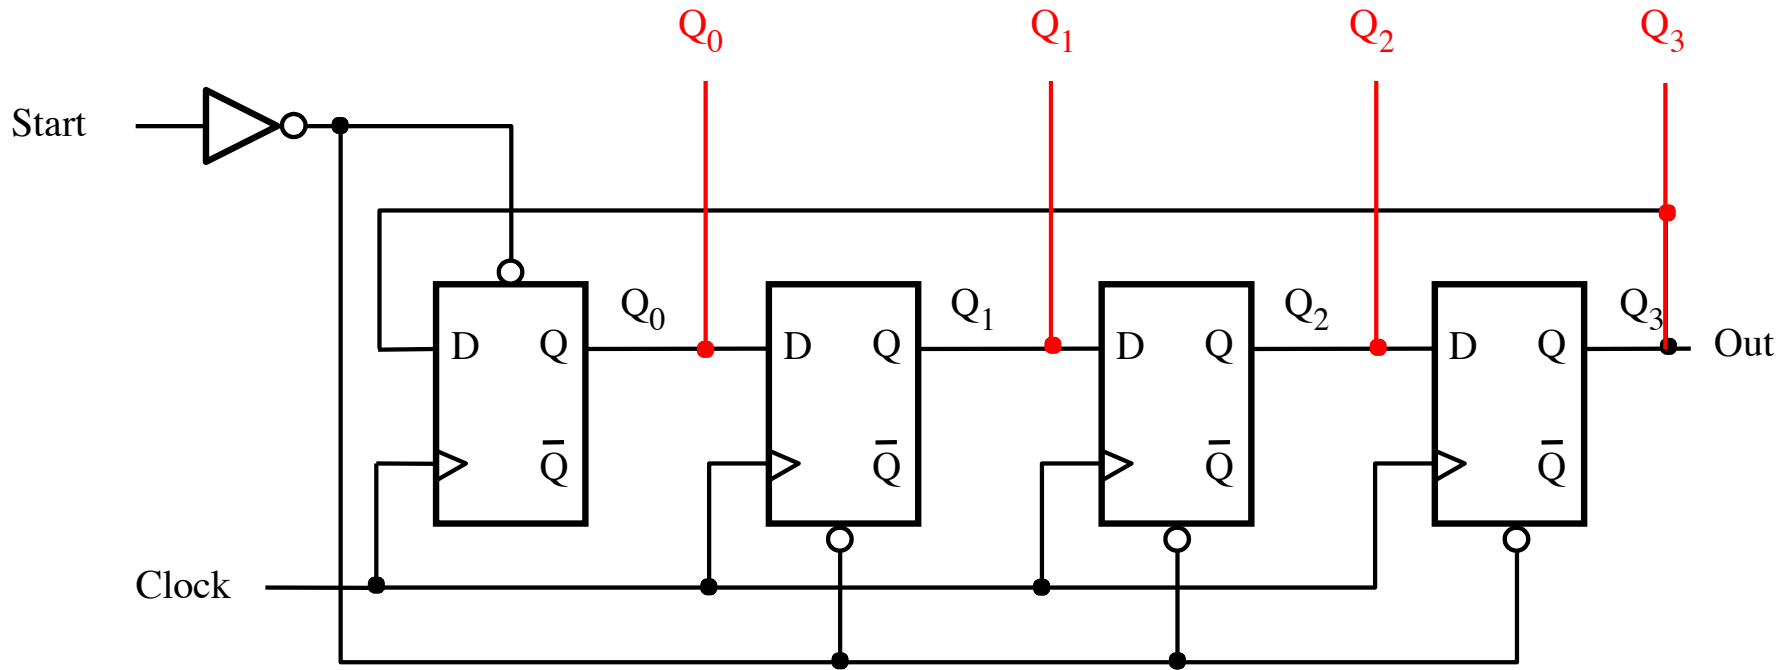 Q₀ Q₁ Q₂ Q₃
Start
Q₀ Q₁ Q₂ Q₃
D Q D Q D Q D Q Out
Q̅ Q̅ Q̅ Q̅
Clock